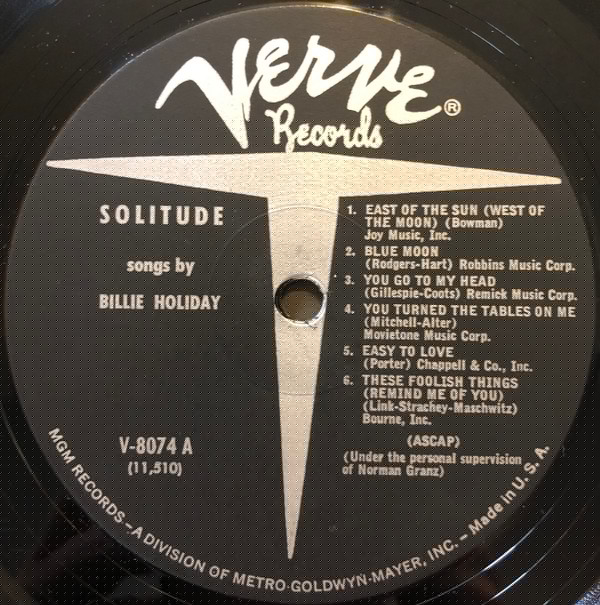 Verve®
Records
SOLITUDE
songs by
BILLIE HOLIDAY
1. EAST OF THE SUN (WEST OF
THE MOON) (Bowman)
Joy Music, Inc.
2. BLUE MOON
(Rodgers-Hart) Robbins Music Corp.
3. YOU GO TO MY HEAD
(Gillespie-Coots) Remick Music Corp.
4. YOU TURNED THE TABLES ON ME
(Mitchell-Alter)
Movietone Music Corp.
5. EASY TO LOVE
(Porter) Chappell & Co., Inc.
6. THESE FOOLISH THINGS
(REMIND ME OF YOU)
(Link-Strachey-Maschwitz)
Bourne, Inc.
(ASCAP)
(Under the personal supervision
of Norman Granz)
V-8074 A
(11,510)
MGM RECORDS – A DIVISION OF METRO-GOLDWYN-MAYER, INC. – Made in U. S. A.